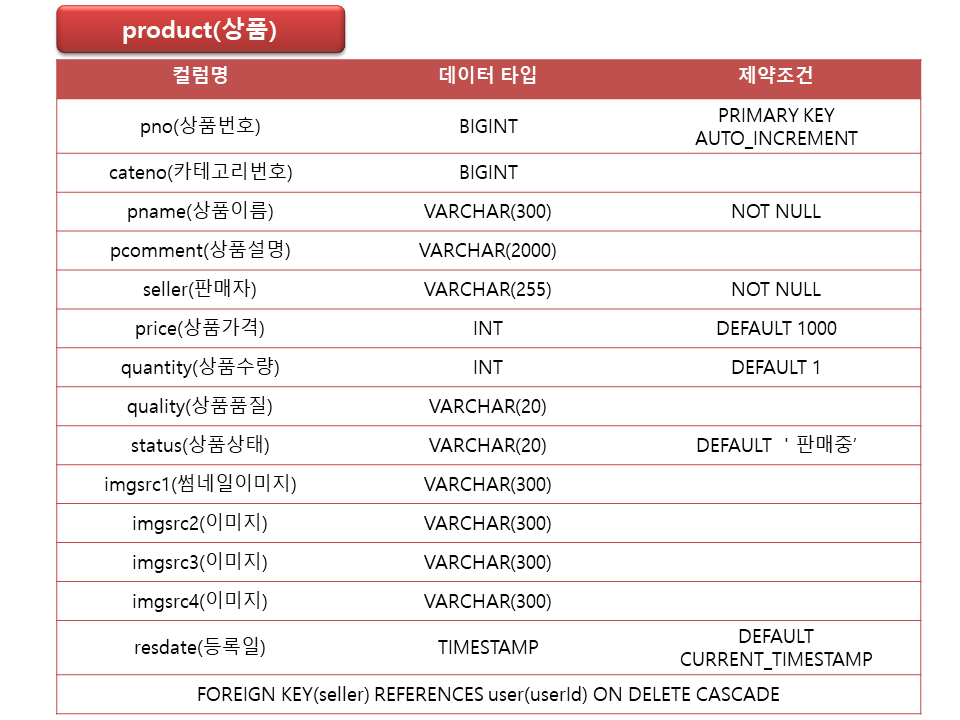 product(상품)
컬럼명 데이터 타입 제약조건
pno(상품번호) BIGINT PRIMARY KEY
AUTO_INCREMENT
cateno(카테고리번호) BIGINT
pname(상품이름) VARCHAR(300) NOT NULL
pcomment(상품설명) VARCHAR(2000)
seller(판매자) VARCHAR(255) NOT NULL
price(상품가격) INT DEFAULT 1000
quantity(상품수량) INT DEFAULT 1
quality(상품품질) VARCHAR(20)
status(상품상태) VARCHAR(20) DEFAULT ＇판매중’
imgsrc1(썸네일이미지) VARCHAR(300)
imgsrc2(이미지) VARCHAR(300)
imgsrc3(이미지) VARCHAR(300)
imgsrc4(이미지) VARCHAR(300)
resdate(등록일) TIMESTAMP DEFAULT
CURRENT_TIMESTAMP
FOREIGN KEY(seller) REFERENCES user(userId) ON DELETE CASCADE